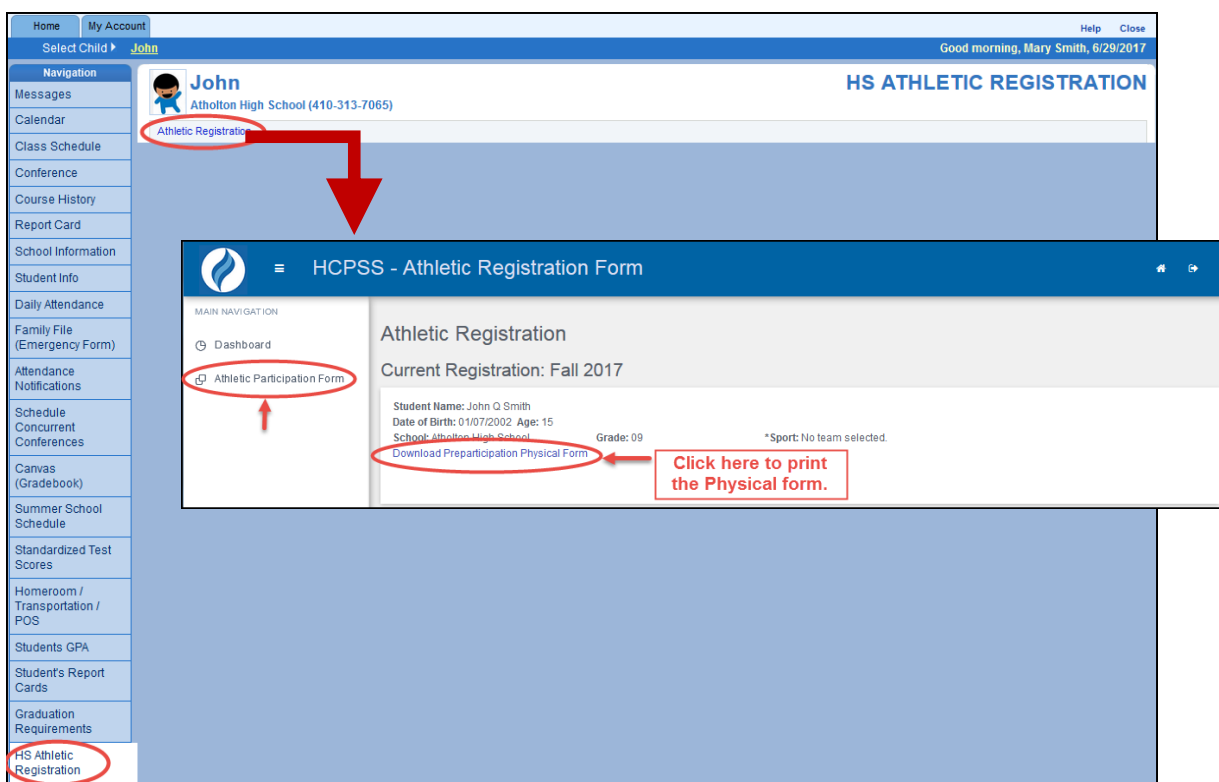 Home My Account
Help Close
Select Child John
Good morning, Mary Smith, 6/29/2017
Navigation
Messages
Calendar
Class Schedule
Conference
Course History
Report Card
School Information
Student Info
Daily Attendance
Family File
(Emergency Form)
Attendance
Notifications
Schedule
Concurrent
Conferences
Canvas
(Gradebook)
Summer School
Schedule
Standardized Test
Scores
Homeroom /
Transportation /
POS
Students GPA
Student's Report
Cards
Graduation
Requirements
HS Athletic
Registration
John
HS ATHLETIC REGISTRATION
Atholton High School (410-313-7065)
Athletic Registration
HCPSS - Athletic Registration Form
MAIN NAVIGATION
Dashboard
Athletic Participation Form
Athletic Registration
Current Registration: Fall 2017
Student Name: John Q Smith
Date of Birth: 01/07/2002 Age: 15
School: Atholton High School Grade: 09 *Sport: No team selected.
Download Preparticipation Physical Form
Click here to print
the Physical form.